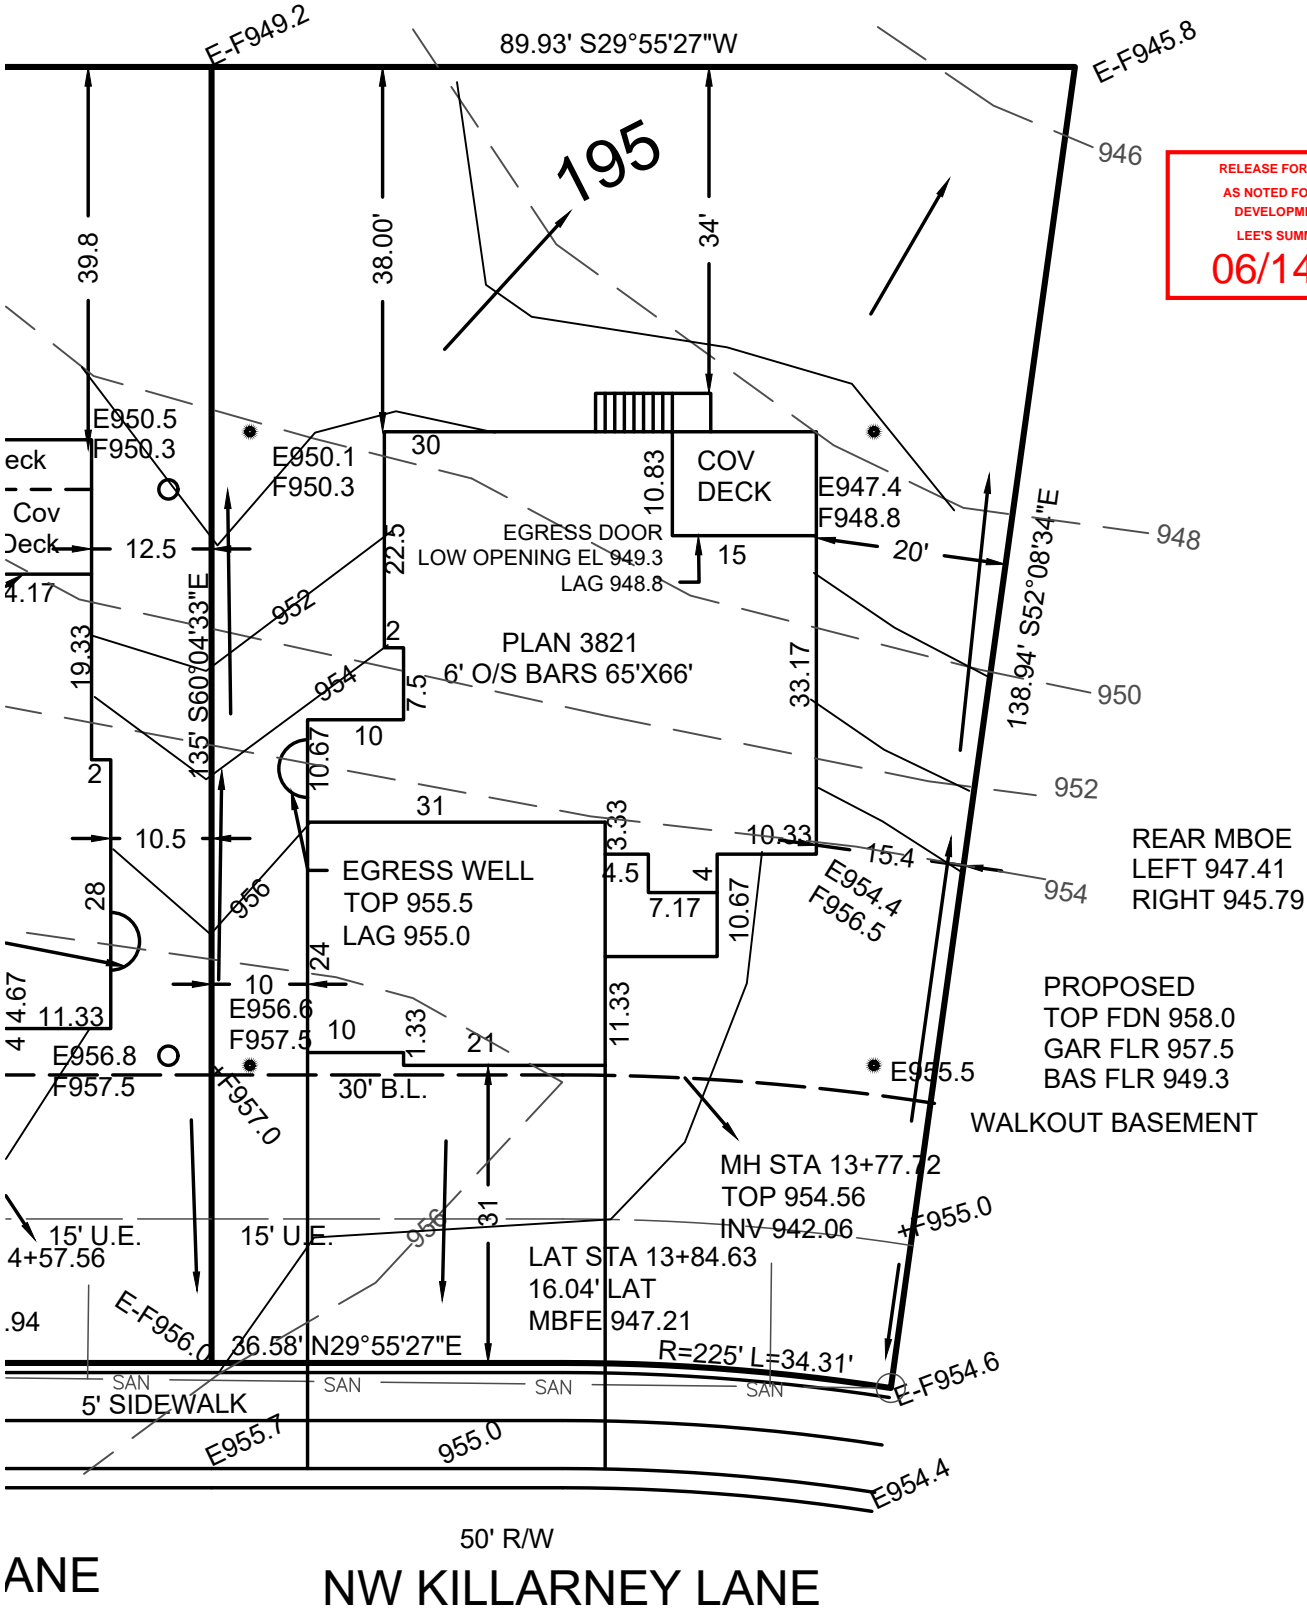 E-F949.2
89.93' S29°55'27"W
E-F945.8
946
195
RELEASE FOR
AS NOTED FO
DEVELOPM
LEE'S SUM
06/14
39.8
38.00'
34'
E950.5
F950.3
E950.1
F950.3
30
10.83
COV
DECK
E947.4
F948.8
eck
Cov
Deck
12.5
4.17
22.5
EGRESS DOOR
LOW OPENING EL 949.3
LAG 948.8
15
20'
948
138.94' S52°08'34"E
952
2
PLAN 3821
6' O/S BARS 65'X66'
19.33
135' S60°04'33"E
954
7.5
33.17
950
10
10.67
2
952
31
3.33
10.33
10.5
15.4
4.5
4
E954.4
F956.5
954
REAR MBOE
LEFT 947.41
RIGHT 945.79
EGRESS WELL
TOP 955.5
LAG 955.0
28
956
7.17
10.67
24
10
PROPOSED
TOP FDN 958.0
GAR FLR 957.5
BAS FLR 949.3
WALKOUT BASEMENT
4.67
4
11.33
E956.6
F957.5
10
1.33
21
11.33
E956.8
F957.5
F957.0
30' B.L.
E955.5
MH STA 13+77.72
TOP 954.56
INV 942.06
F955.0
15' U.E.
15' U.E.
956
31
4+57.56
LAT STA 13+84.63
16.04' LAT
MBFE 947.21
.94
E-F956.0
36.58' N29°55'27"E
R=225' L=34.31'
SAN
SAN
SAN
SAN
E-F954.6
5' SIDEWALK
E955.7
955.0
E954.4
50' R/W
ANE
NW KILLARNEY LANE